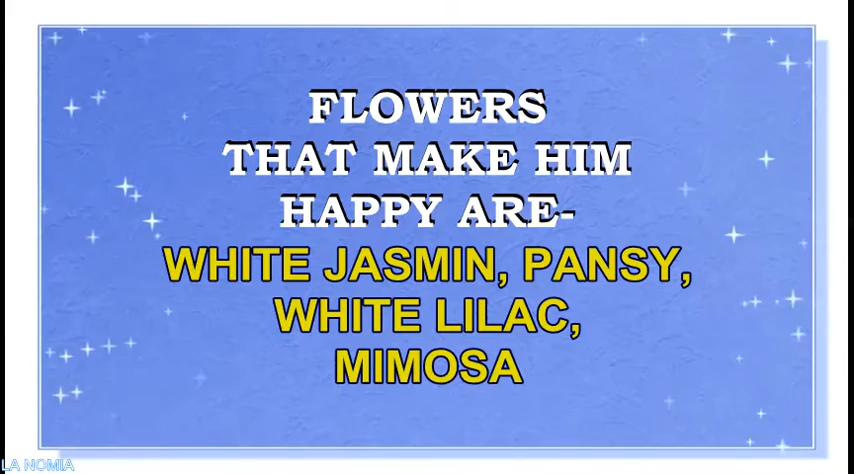 FLOWERS
THAT MAKE HIM
HAPPY ARE-
WHITE JASMIN, PANSY,
WHITE LILAC,
MIMOSA
LA NOMIA